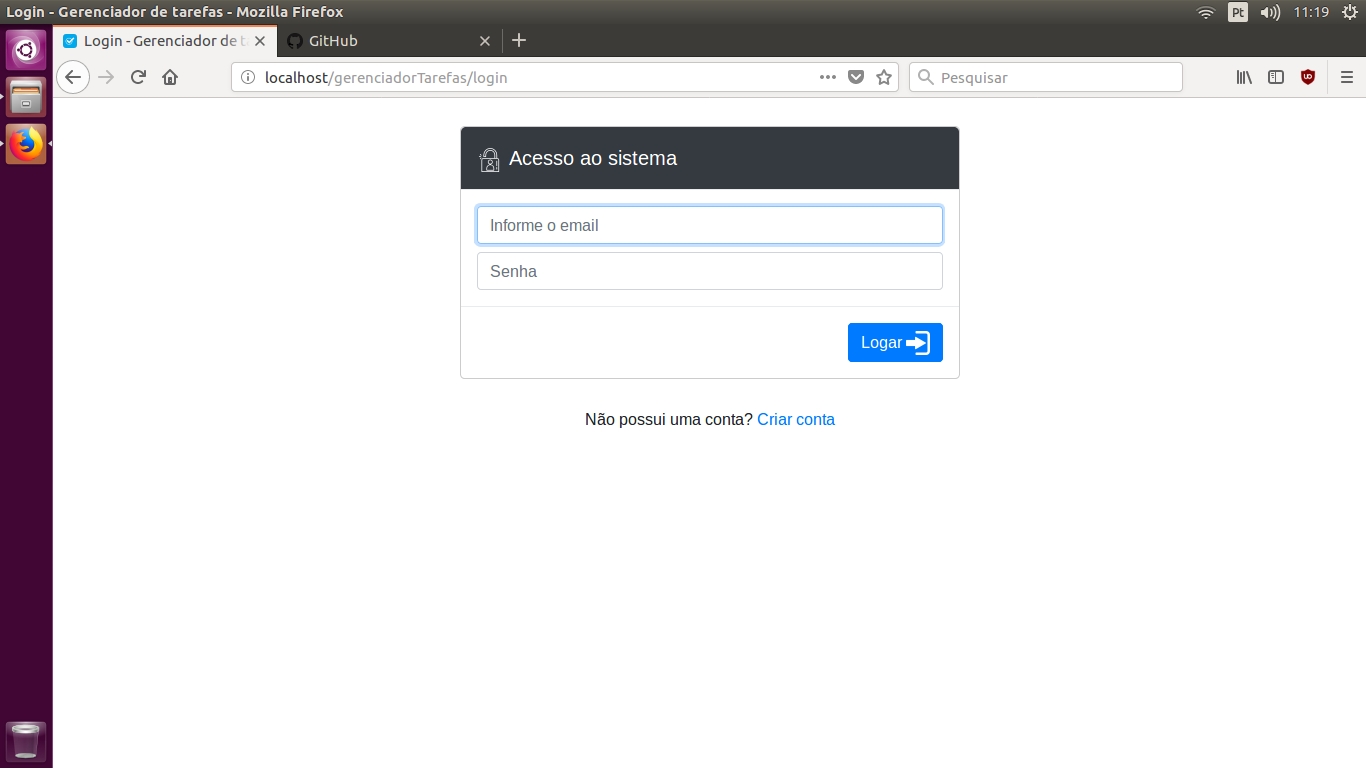 Login - Gerenciador de tarefas - Mozilla Firefox
Pt
11:19
Login - Gerenciador de t
GitHub
localhost/gerenciadorTarefas/login
Pesquisar
Acesso ao sistema
Informe o email
Senha
Logar
Não possui uma conta? Criar conta